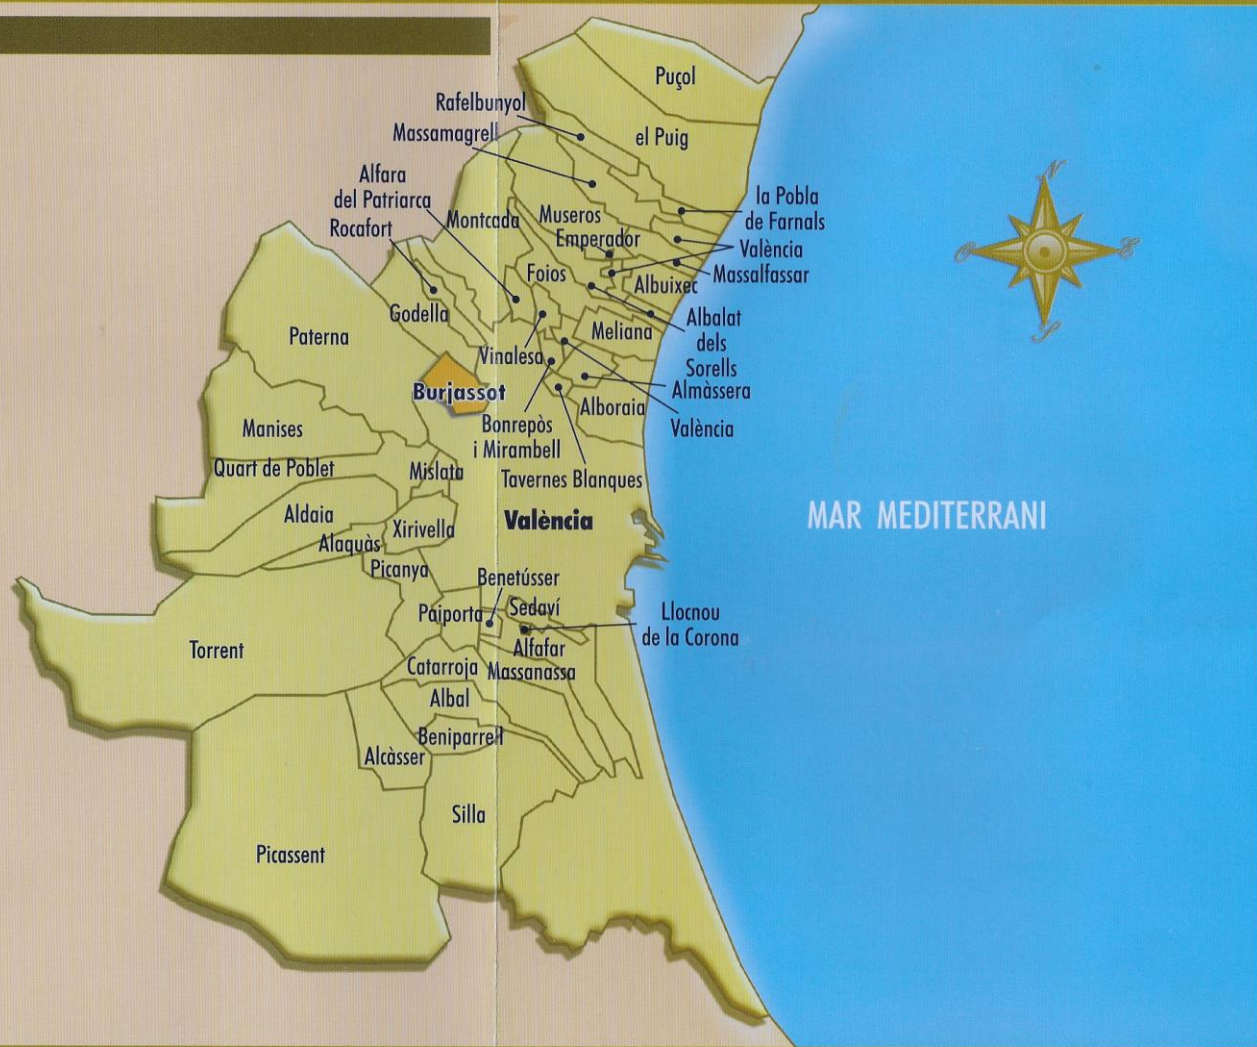 Puçol
Rafelbunyol
Massamagrell
el Puig
Alfara
del Patriarca
Rocafort
Montcada
Museros
Emperador
la Pobla
de Farnals
València
Massalfassar
Foios
Albuixec
Godella
Paterna
Vinalesa
Meliana
Albalat
dels
Sorells
Almàssera
Burjassot
Alboraia
València
Bonrepòs
i Mirambell
Manises
Quart de Poblet
Mislata
Tavernes Blanques
Aldaia
Xirivella
València
MAR MEDITERRANI
Alaquàs
Picanya
Benetússer
Paiporta
Sedaví
Llocnou
de la Corona
Torrent
Alfafar
Catarroja
Massanassa
Albal
Beniparrell
Alcàsser
Silla
Picassent
N
O
E
S